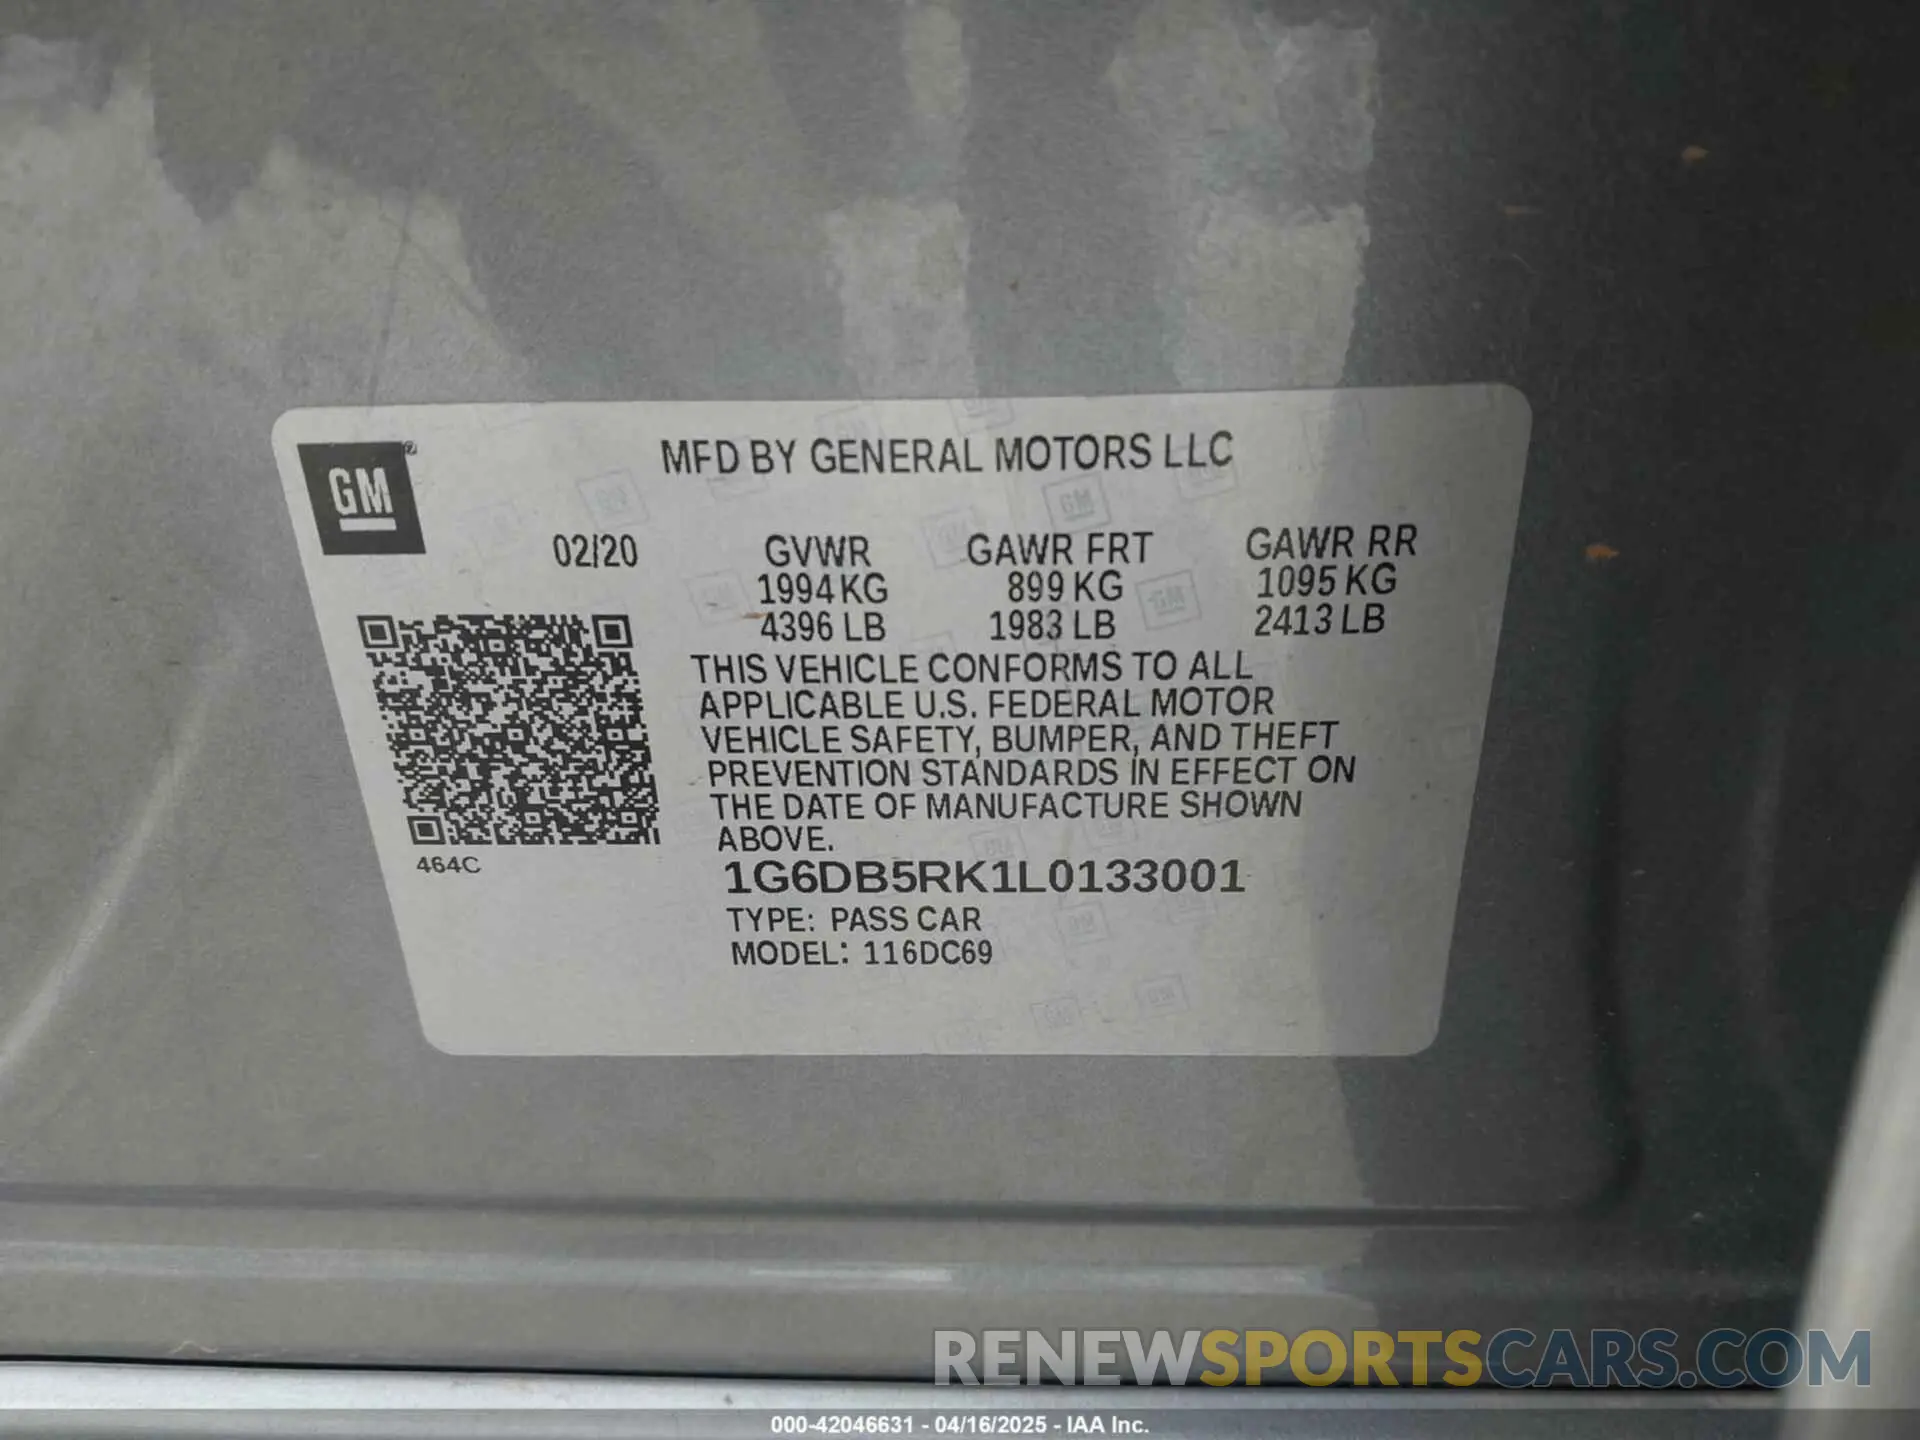 GM
MFD BY GENERAL MOTORS LLC
02/20 GVWR GAWR FRT GAWR RR
1994 KG 899 KG 1095 KG
4396 LB 1983 LB 2413 LB
THIS VEHICLE CONFORMS TO ALL
APPLICABLE U.S. FEDERAL MOTOR
VEHICLE SAFETY, BUMPER, AND THEFT
PREVENTION STANDARDS IN EFFECT ON
THE DATE OF MANUFACTURE SHOWN
ABOVE.
464C
1G6DB5RK1L0133001
TYPE: PASS CAR
MODEL: 116DC69
RENEWSPORTSCARS.COM
000-42046631 - 04/16/2025 - IAA Inc.